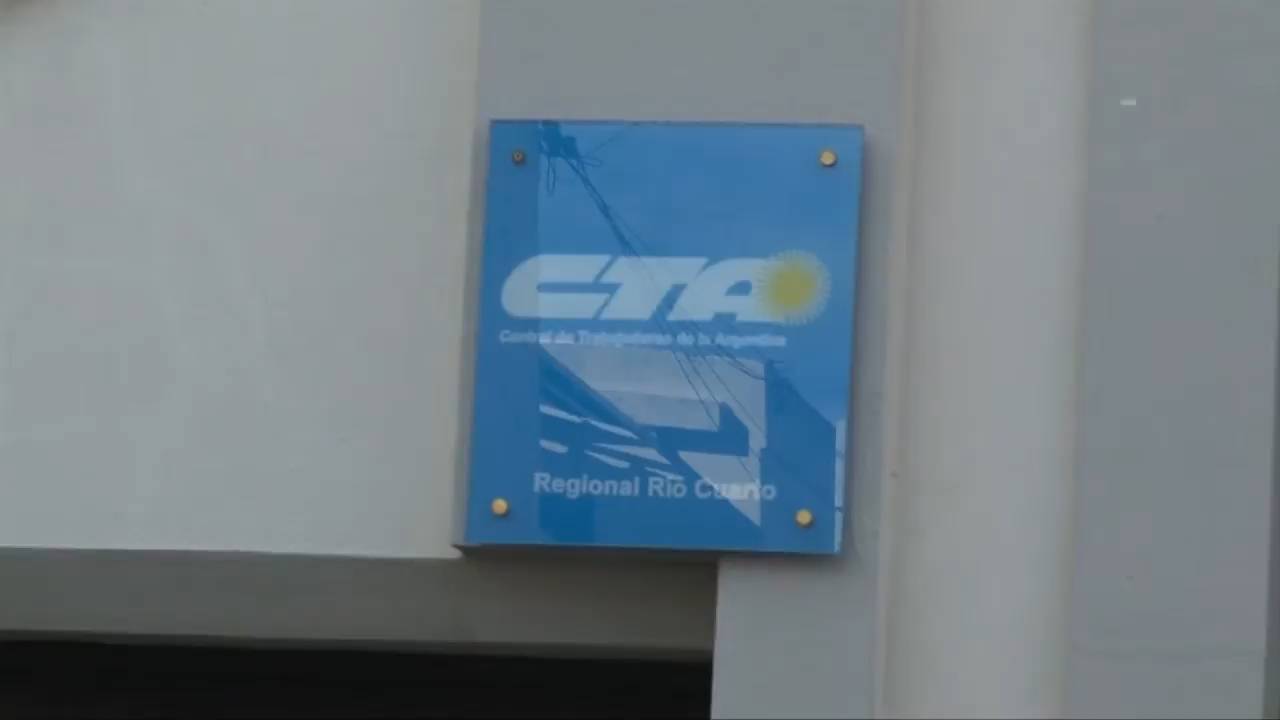 CTA
Central de Trabajadores de la Argentina
Regional Río Cuarto